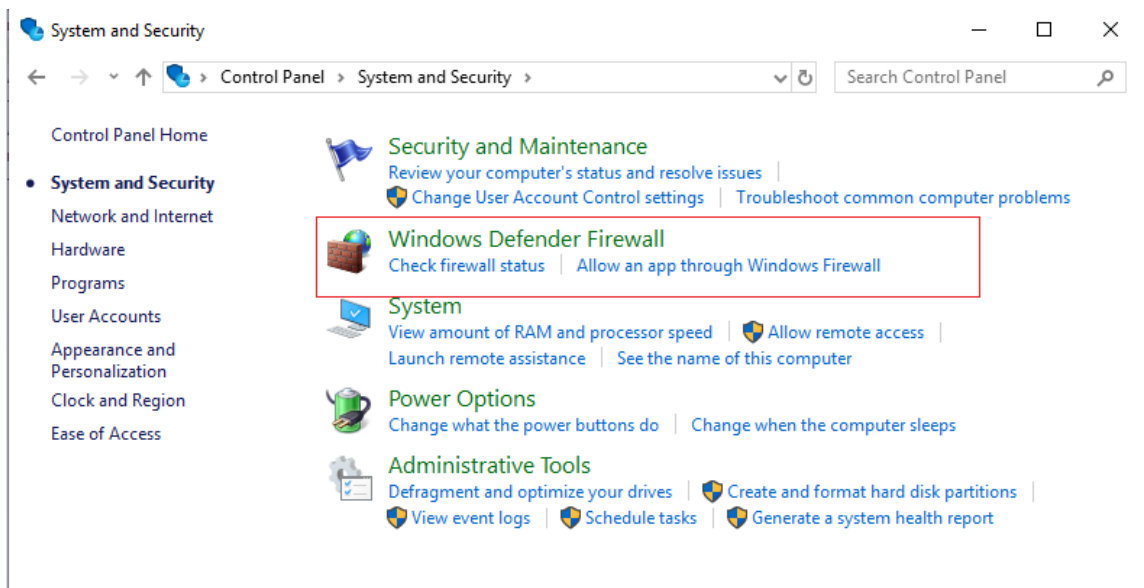 System and Security
Control Panel > System and Security >
Search Control Panel
Control Panel Home
System and Security
Network and Internet
Hardware
Programs
User Accounts
Appearance and
Personalization
Clock and Region
Ease of Access
Security and Maintenance
Review your computer's status and resolve issues
Change User Account Control settings
Troubleshoot common computer problems
Windows Defender Firewall
Check firewall status
Allow an app through Windows Firewall
System
View amount of RAM and processor speed
Allow remote access
Launch remote assistance
See the name of this computer
Power Options
Change what the power buttons do
Change when the computer sleeps
Administrative Tools
Defragment and optimize your drives
Create and format hard disk partitions
View event logs
Schedule tasks
Generate a system health report